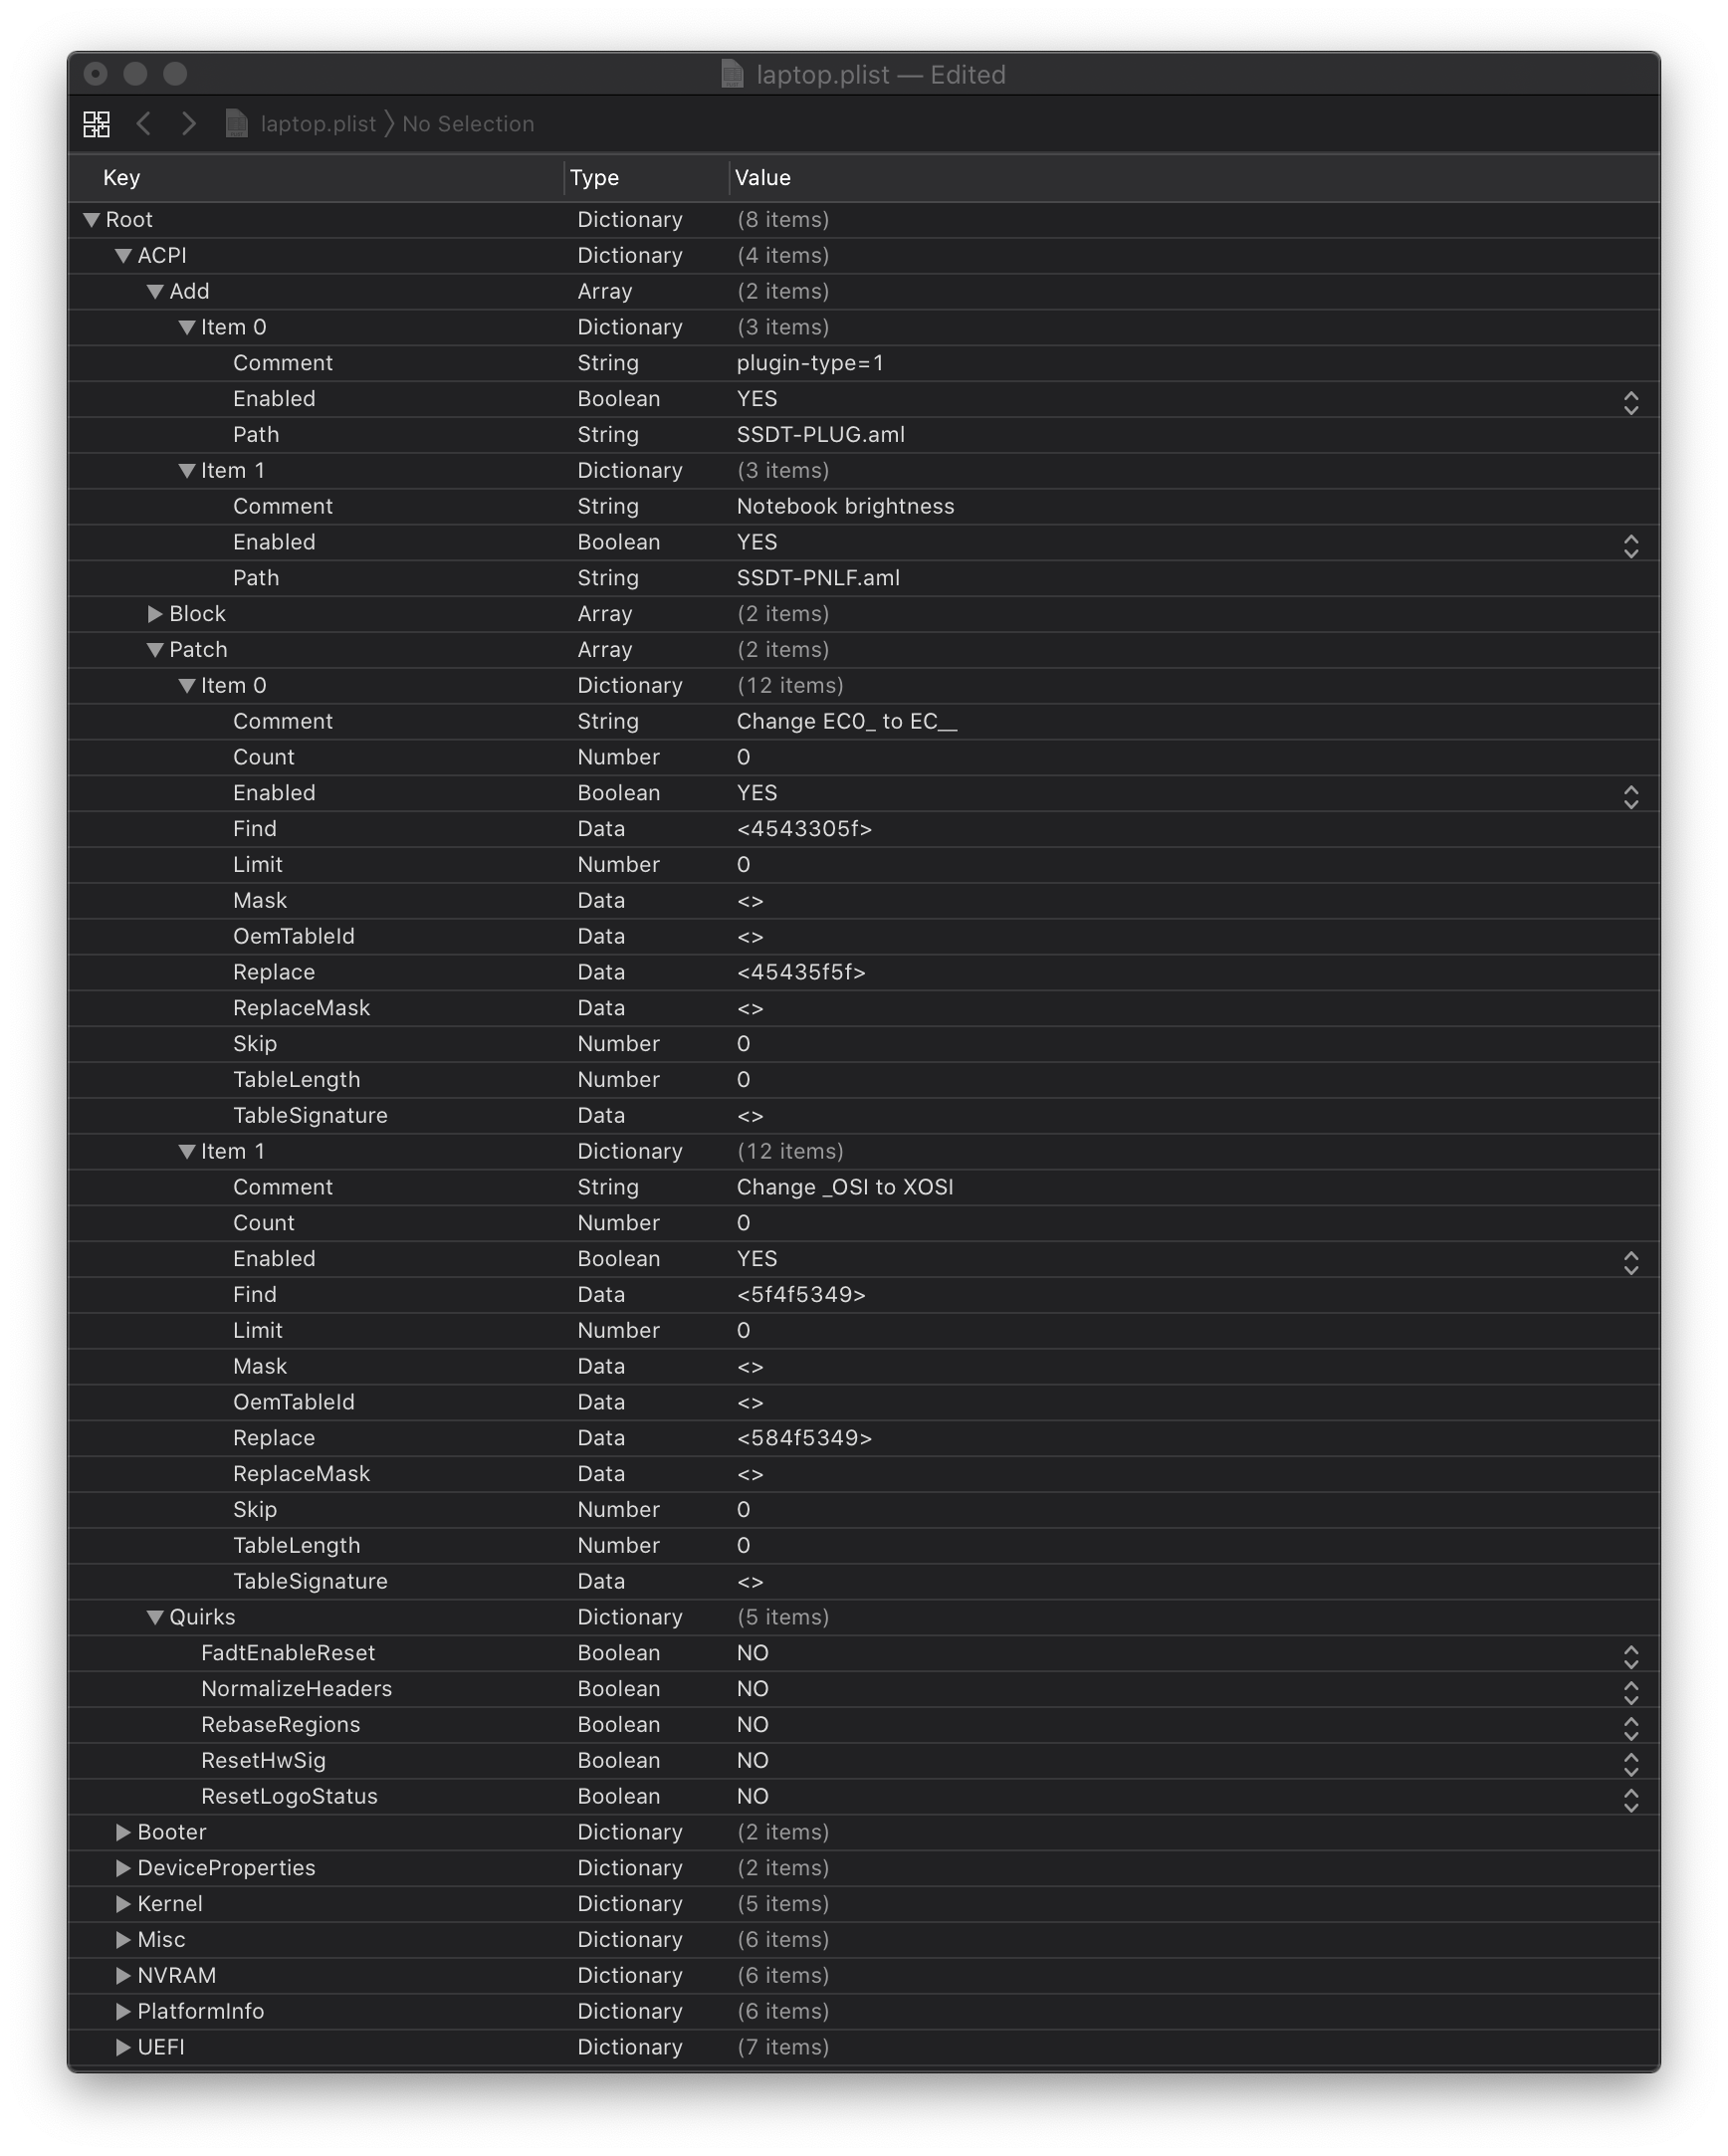 laptop.plist — Edited
laptop.plist 〉 No Selection
Key Type Value
Root Dictionary (8 items)
ACPI Dictionary (4 items)
Add Array (2 items)
Item 0 Dictionary (3 items)
Comment String plugin-type=1
Enabled Boolean YES
Path String SSDT-PLUG.aml
Item 1 Dictionary (3 items)
Comment String Notebook brightness
Enabled Boolean YES
Path String SSDT-PNLF.aml
Block Array (2 items)
Patch Array (2 items)
Item 0 Dictionary (12 items)
Comment String Change EC0_ to EC__
Count Number 0
Enabled Boolean YES
Find Data <4543305f>
Limit Number 0
Mask Data <>
OemTableId Data <>
Replace Data <45435f5f>
ReplaceMask Data <>
Skip Number 0
TableLength Number 0
TableSignature Data <>
Item 1 Dictionary (12 items)
Comment String Change _OSI to XOSI
Count Number 0
Enabled Boolean YES
Find Data <5f4f5349>
Limit Number 0
Mask Data <>
OemTableId Data <>
Replace Data <584f5349>
ReplaceMask Data <>
Skip Number 0
TableLength Number 0
TableSignature Data <>
Quirks Dictionary (5 items)
FadtEnableReset Boolean NO
NormalizeHeaders Boolean NO
RebaseRegions Boolean NO
ResetHwSig Boolean NO
ResetLogoStatus Boolean NO
Booter Dictionary (2 items)
DeviceProperties Dictionary (2 items)
Kernel Dictionary (5 items)
Misc Dictionary (6 items)
NVRAM Dictionary (6 items)
PlatformInfo Dictionary (6 items)
UEFI Dictionary (7 items)